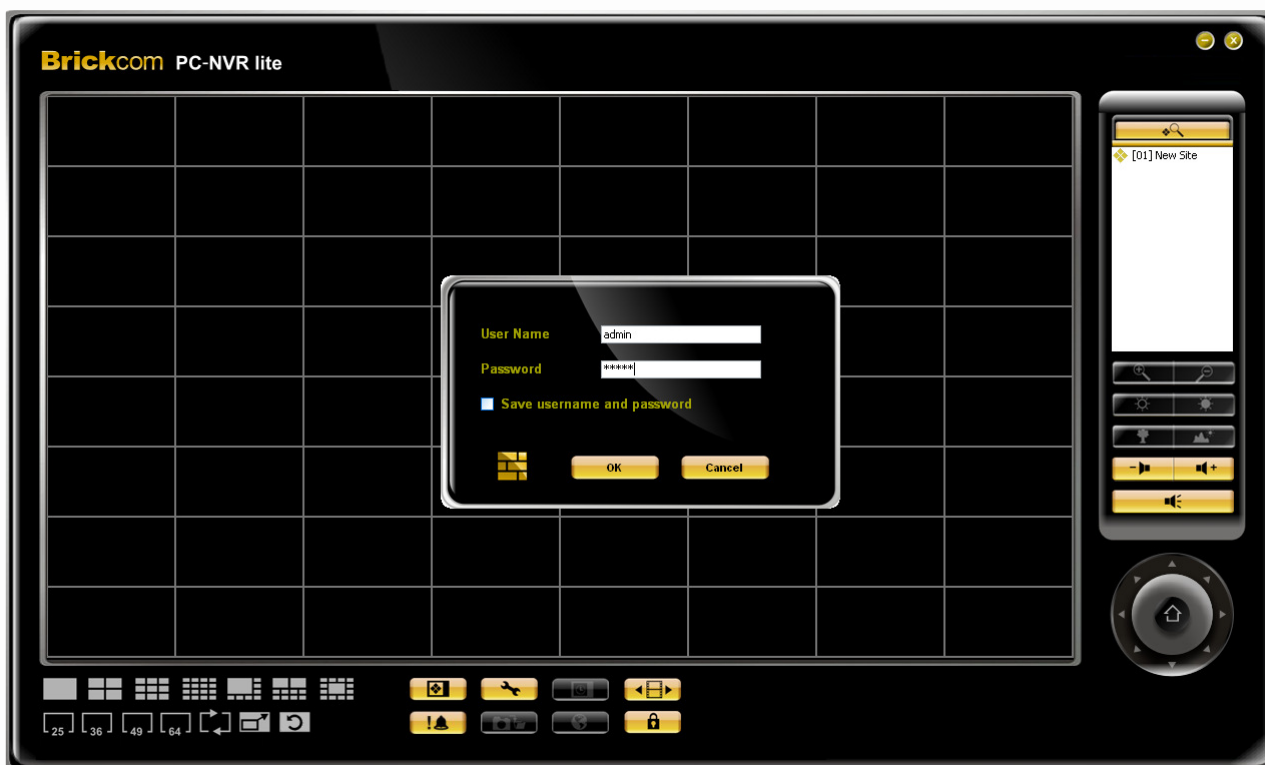 Brickcom PC-NVR lite
[01] New Site
User Name admin
Password *****
Save username and password
OK Cancel
25 36 49 64